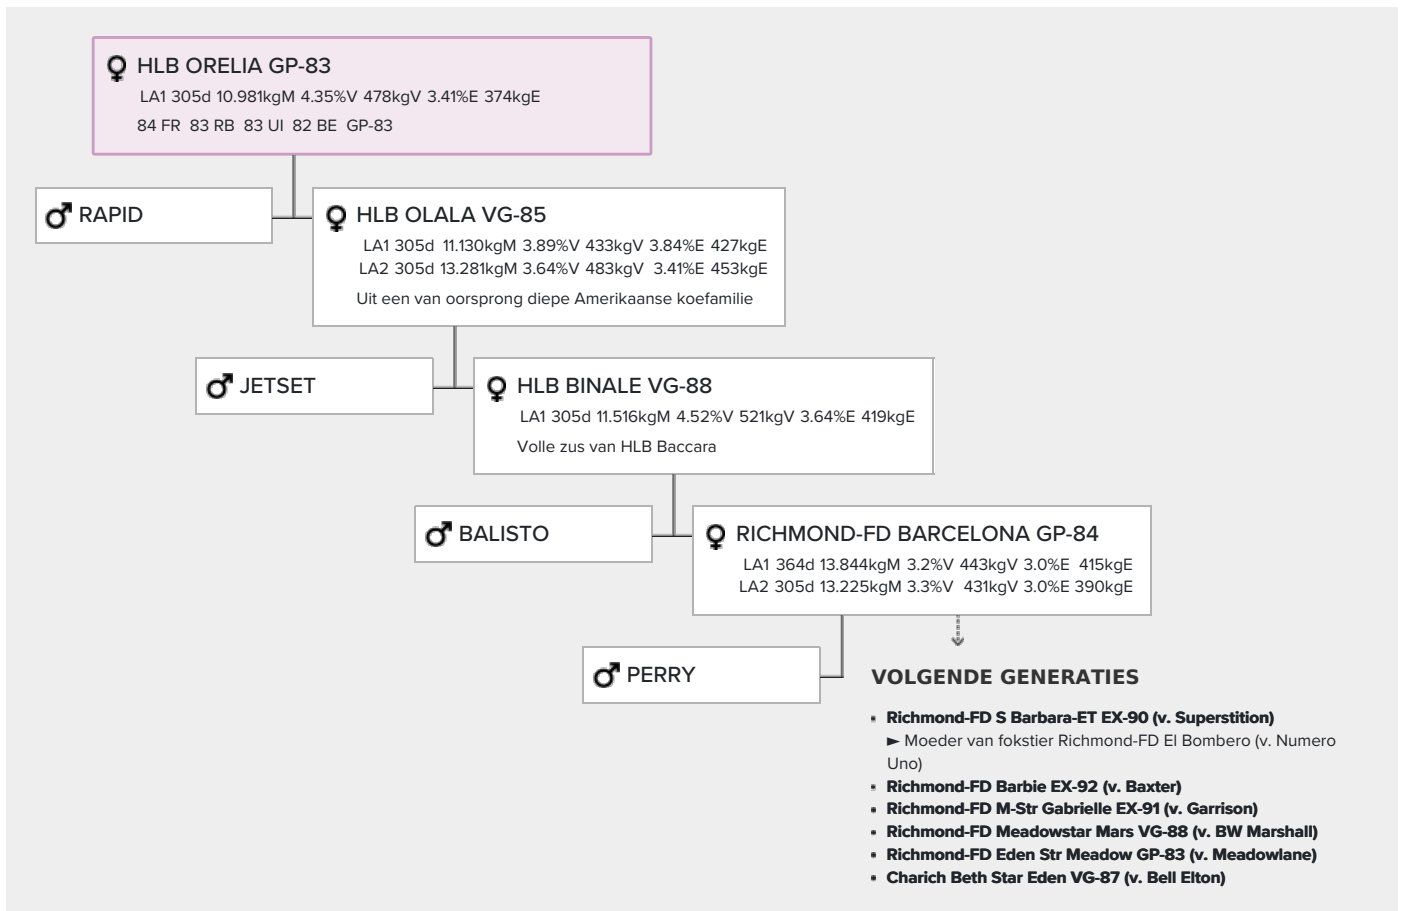 HLB ORELIA GP-83
LA1 305d 10.981kgM 4.35%V 478kgV 3.41%E 374kgE
84 FR 83 RB 83 UI 82 BE GP-83
RAPID
HLB OLALA VG-85
LA1 305d 11.130kgM 3.89%V 433kgV 3.84%E 427kgE
LA2 305d 13.281kgM 3.64%V 483kgV 3.41%E 453kgE
Uit een van oorsprong diepe Amerikaanse koefamilie
JETSET
HLB BINALE VG-88
LA1 305d 11.516kgM 4.52%V 521kgV 3.64%E 419kgE
Volle zus van HLB Baccara
BALISTO
RICHMOND-FD BARCELONA GP-84
LA1 364d 13.844kgM 3.2%V 443kgV 3.0%E 415kgE
LA2 305d 13.225kgM 3.3%V 431kgV 3.0%E 390kgE
PERRY
VOLGENDE GENERATIES
Richmond-FD S Barbara-ET EX-90 (v. Superstition)
► Moeder van fokstier Richmond-FD El Bombero (v. Numero
Uno)
Richmond-FD Barbie EX-92 (v. Baxter)
Richmond-FD M-Str Gabrielle EX-91 (v. Garrison)
Richmond-FD Meadowstar Mars VG-88 (v. BW Marshall)
Richmond-FD Eden Str Meadow GP-83 (v. Meadowlane)
Charich Beth Star Eden VG-87 (v. Bell Elton)